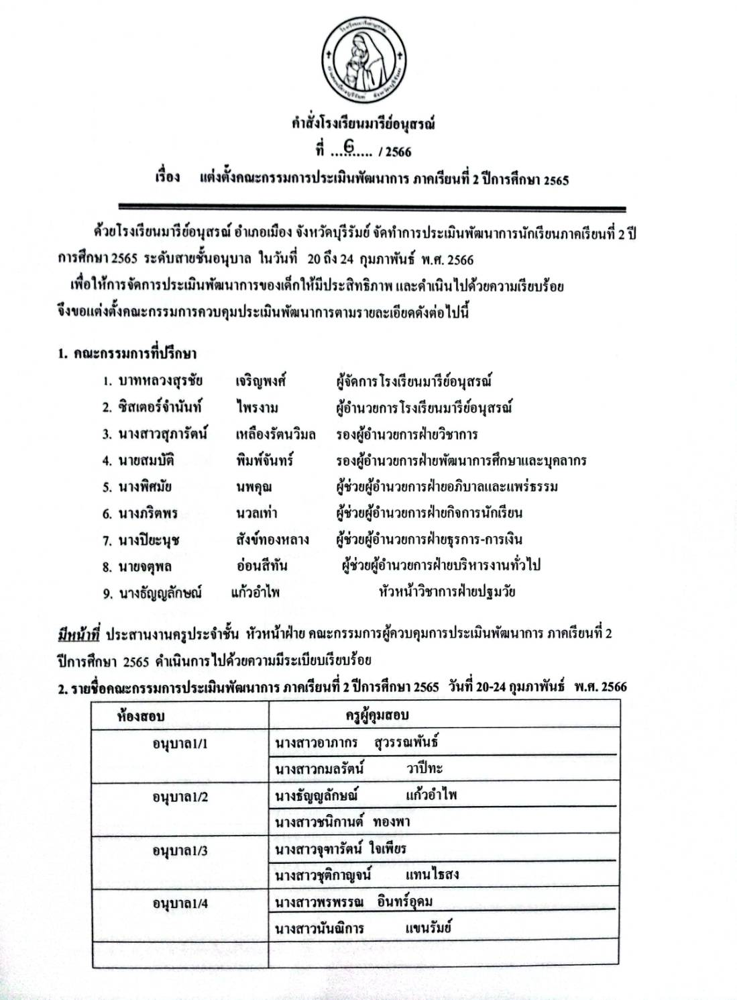 โรงเรียนมารีย์อนุสรณ์
อำเภอเมืองบุรีรัมย์ จังหวัดบุรีรัมย์
คำสั่งโรงเรียนมารีย์อนุสรณ์
ที่ ...6....... / 2566
เรื่อง แต่งตั้งคณะกรรมการประเมินพัฒนาการ ภาคเรียนที่ 2 ปีการศึกษา 2565
ด้วยโรงเรียนมารีย์อนุสรณ์ อำเภอเมือง จังหวัดบุรีรัมย์ จัดทำการประเมินพัฒนาการนักเรียนภาคเรียนที่ 2 ปี
การศึกษา 2565 ระดับสายชั้นอนุบาล ในวันที่ 20 ถึง 24 กุมภาพันธ์ พ.ศ. 2566
เพื่อให้การจัดการประเมินพัฒนาการของเด็กให้มีประสิทธิภาพ และดำเนินไปด้วยความเรียบร้อย
จึงขอแต่งตั้งคณะกรรมการควบคุมประเมินพัฒนาการตามรายละเอียดดังต่อไปนี้
1. คณะกรรมการที่ปรึกษา
1. บาทหลวงสุรชัย เจริญพงศ์ ผู้จัดการโรงเรียนมารีย์อนุสรณ์
2. ซิสเตอร์จำนันท์ ไพรงาม ผู้อำนวยการโรงเรียนมารีย์อนุสรณ์
3. นางสาวสุภารัตน์ เหลืองรัตนวิมล รองผู้อำนวยการฝ่ายวิชาการ
4. นายสมบัติ พิมพ์จันทร์ รองผู้อำนวยการฝ่ายพัฒนาการศึกษาและบุคลากร
5. นางพิศมัย นพคุณ ผู้ช่วยผู้อำนวยการฝ่ายอภิบาลและแพร่ธรรม
6. นางภริตพร นวลเท่า ผู้ช่วยผู้อำนวยการฝ่ายกิจการนักเรียน
7. นางปิยะนุช สังข์ทองหลาง ผู้ช่วยผู้อำนวยการฝ่ายธุรการ-การเงิน
8. นายจตุพล อ่อนสีทัน ผู้ช่วยผู้อำนวยการฝ่ายบริหารงานทั่วไป
9. นางธัญญลักษณ์ แก้วอำไพ หัวหน้าวิชาการฝ่ายปฐมวัย
มีหน้าที่ ประสานงานครูประจำชั้น หัวหน้าฝ่าย คณะกรรมการผู้ควบคุมการประเมินพัฒนาการ ภาคเรียนที่ 2
ปีการศึกษา 2565 ดำเนินการไปด้วยความมีระเบียบเรียบร้อย
2. รายชื่อคณะกรรมการประเมินพัฒนาการ ภาคเรียนที่ 2 ปีการศึกษา 2565 วันที่ 20-24 กุมภาพันธ์ พ.ศ. 2566
ห้องสอบ ครูผู้คุมสอบ
อนุบาล1/1 นางสาวอาภากร สุวรรณพันธ์
นางสาวกมลรัตน์ วาปีทะ
อนุบาล1/2 นางธัญญลักษณ์ แก้วอำไพ
นางสาวชนิกานต์ ทองพา
อนุบาล1/3 นางสาวจุฑารัตน์ ใจเพียร
นางสาวชุติกาญจน์ แทนไธสง
อนุบาล1/4 นางสาวพรพรรณ อินทร์อุดม
นางสาวนันฌิการ แขนรัมย์